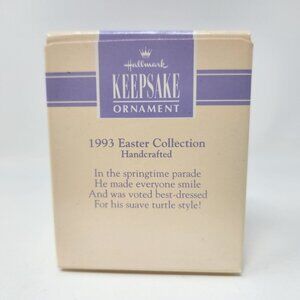 Hallmark
KEEPSAKE
ORNAMENT
1993 Easter Collection
Handcrafted
In the springtime parade
He made everyone smile
And was voted best-dressed
For his suave turtle style!